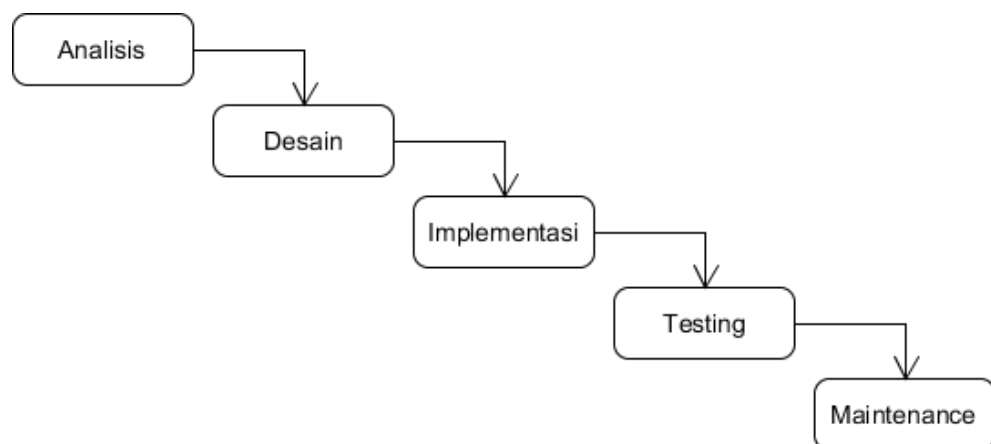 Analisis
Desain
Implementasi
Testing
Maintenance